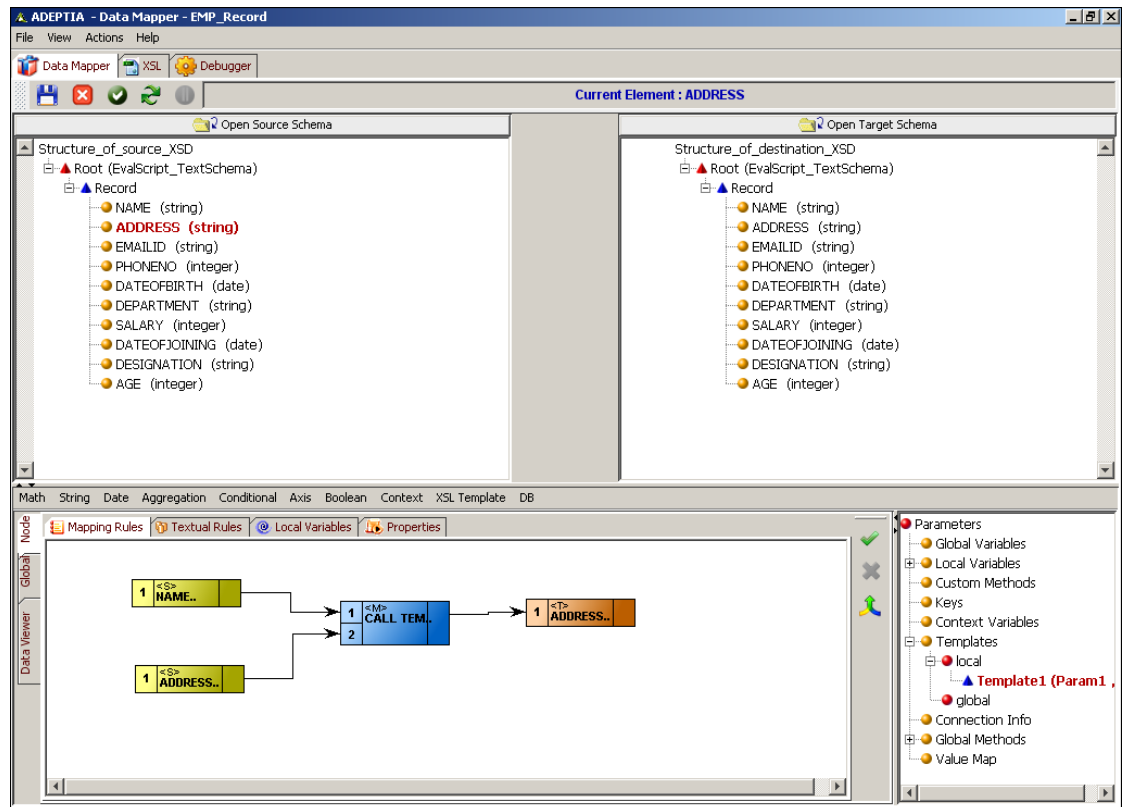 ADEPTIA - Data Mapper - EMP_Record
File View Actions Help
Data Mapper XSL Debugger
Current Element : ADDRESS
Open Source Schema
Structure_of_source_XSD
Root (EvalScript_TextSchema)
Record
NAME (string)
ADDRESS (string)
EMAILID (string)
PHONENO (integer)
DATEOFBIRTH (date)
DEPARTMENT (string)
SALARY (integer)
DATEOFJOINING (date)
DESIGNATION (string)
AGE (integer)
Open Target Schema
Structure_of_destination_XSD
Root (EvalScript_TextSchema)
Record
NAME (string)
ADDRESS (string)
EMAILID (string)
PHONENO (integer)
DATEOFBIRTH (date)
DEPARTMENT (string)
SALARY (integer)
DATEOFJOINING (date)
DESIGNATION (string)
AGE (integer)
Math String Date Aggregation Conditional Axis Boolean Context XSL Template DB
Node
Global
Data Viewer
Mapping Rules Textual Rules Local Variables Properties
1 <S> NAME..
1 <S> ADDRESS..
1 <M> CALL TEM..
2
1 <T> ADDRESS..
Parameters
Global Variables
Local Variables
Custom Methods
Keys
Context Variables
Templates
local
Template1 (Param1 ,
global
Connection Info
Global Methods
Value Map